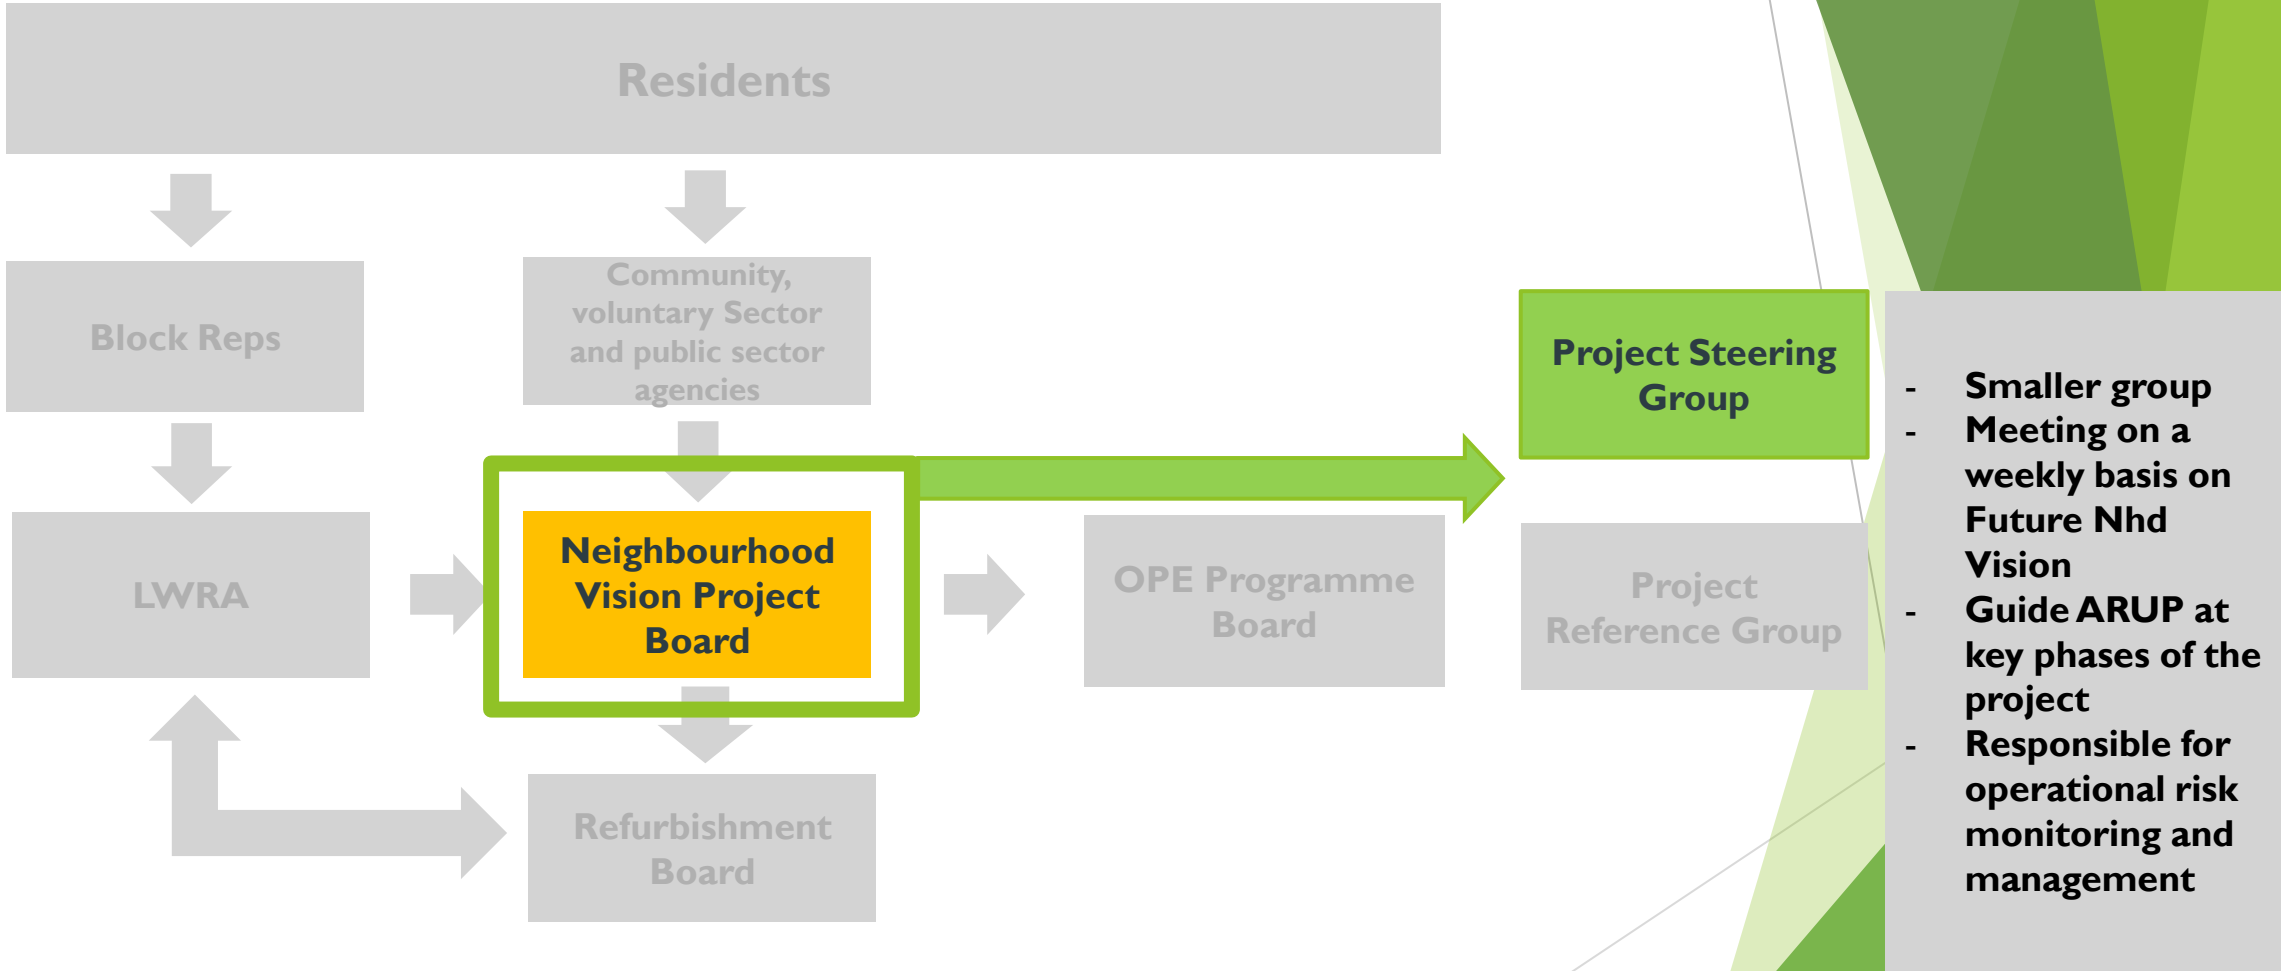 Residents
Block Reps
Community,
voluntary Sector
and public sector
agencies
Project Steering
Group
LWRA
Neighbourhood
Vision Project
Board
OPE Programme
Board
Project
Reference Group
Refurbishment
Board
- Smaller group
- Meeting on a
weekly basis on
Future Nhd
Vision
- Guide ARUP at
key phases of the
project
- Responsible for
operational risk
monitoring and
management